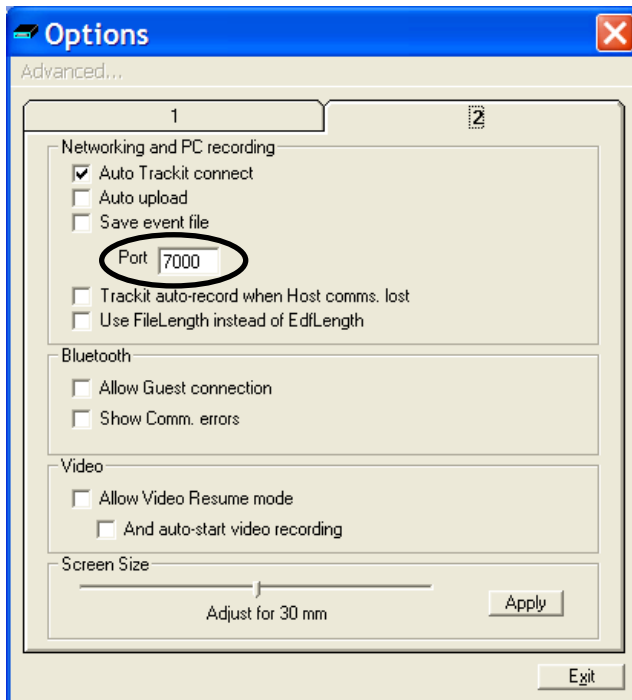 Options
Advanced...
1
2
Networking and PC recording
Auto Trackit connect
Auto upload
Save event file
Port 7000
Trackit auto-record when Host comms. lost
Use FileLength instead of EdfLength
Bluetooth
Allow Guest connection
Show Comm. errors
Video
Allow Video Resume mode
And auto-start video recording
Screen Size
Adjust for 30 mm
Apply
Exit